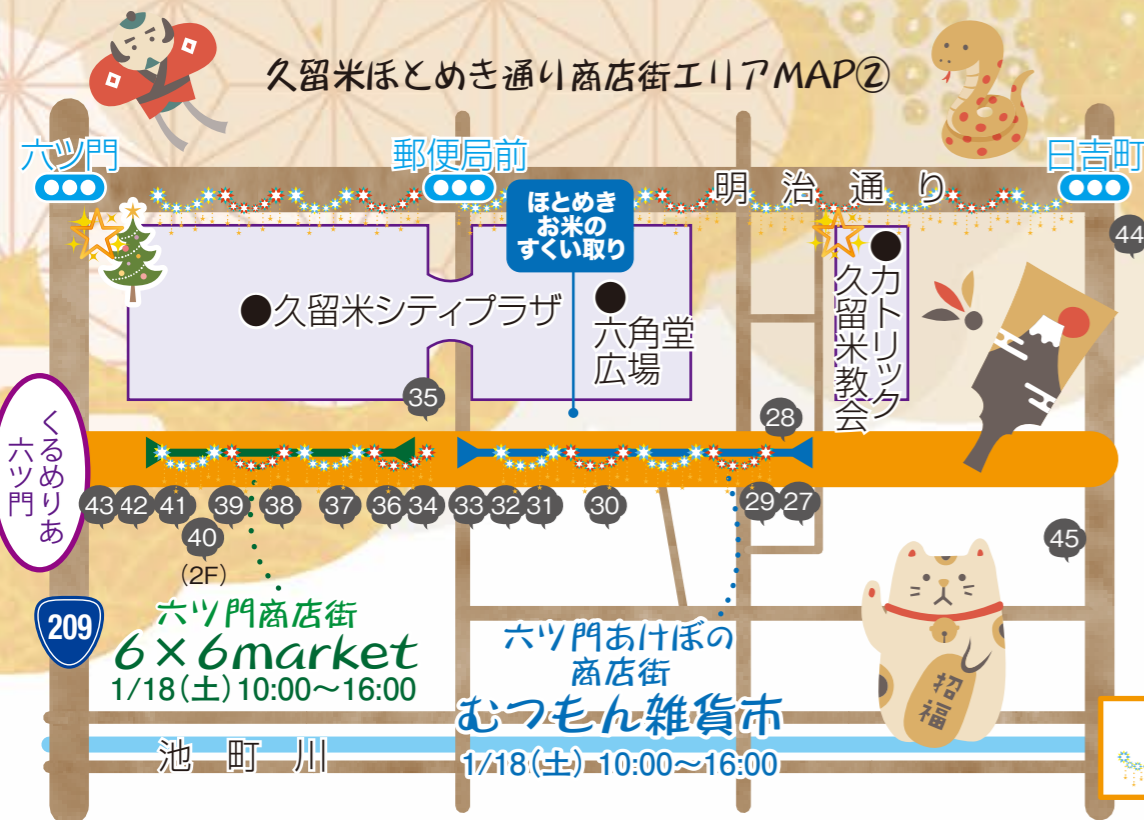 久留米ほとめき通り商店街エリアMAP②
六ツ門
郵便局前
日吉町
明治通り
ほとめき
お米の
すくい取り
44
●久留米シティプラザ
六角堂
広場
カトリック
久留米教会
35
28
くるめりあ
六ツ門
43
42
41
39
38
37
36
34
33
32
31
30
29
27
40
(2F)
45
209
六ツ門商店街
6×6market
1/18(土)10:00〜16:00
六ツ門あけぼの
商店街
むつもん雑貨市
1/18(土) 10:00〜16:00
招福
池町川